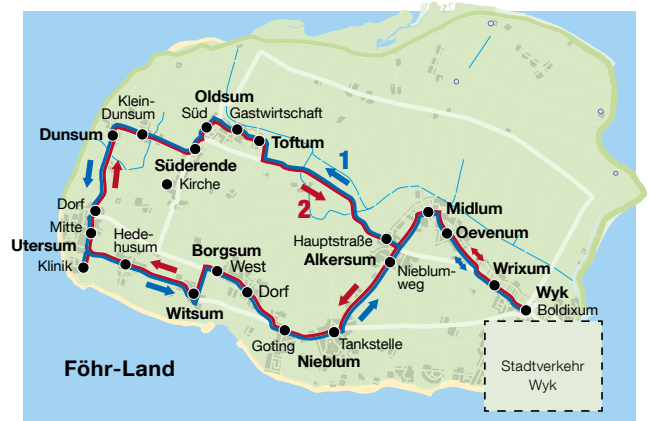 Oldsum
Klein-
Dunsum
Süd
Gastwirtschaft
Dunsum
Toftum
Süderende
Kirche
1
2
Dorf
Mitte
Utersum
Klinik
Hede-
husum
Borgsum
West
Dorf
Witsum
Goting
Nieblum
Tankstelle
Hauptstraße
Alkersum
Nieblum-
weg
Midlum
Oevenum
Wrixum
Wyk
Boldixum
Föhr-Land
Stadtverkehr
Wyk